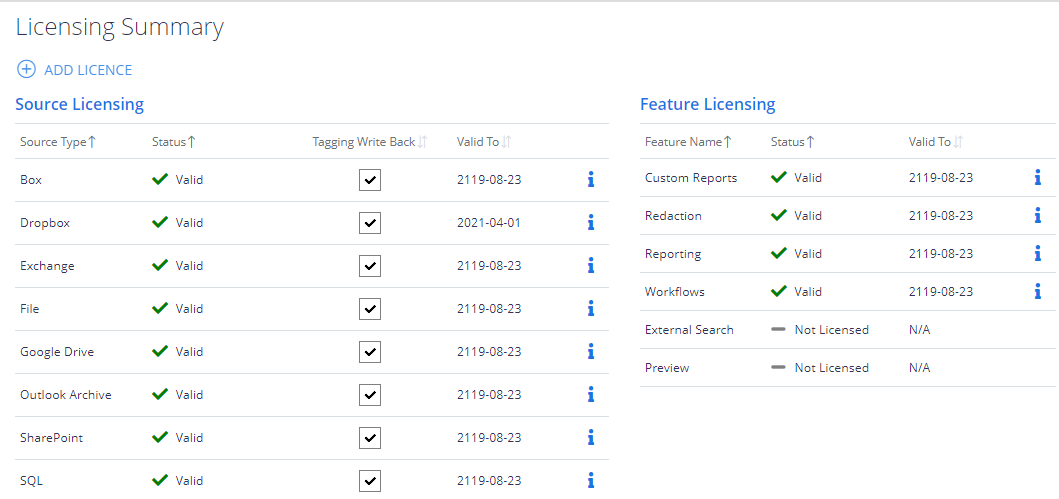 Licensing Summary
ADD LICENCE
Source Licensing
Source Type Status Tagging Write Back Valid To
Box Valid 2119-08-23
Dropbox Valid 2021-04-01
Exchange Valid 2119-08-23
File Valid 2119-08-23
Google Drive Valid 2119-08-23
Outlook Archive Valid 2119-08-23
SharePoint Valid 2119-08-23
SQL Valid 2119-08-23
Feature Licensing
Feature Name Status Valid To
Custom Reports Valid 2119-08-23
Redaction Valid 2119-08-23
Reporting Valid 2119-08-23
Workflows Valid 2119-08-23
External Search Not Licensed N/A
Preview Not Licensed N/A